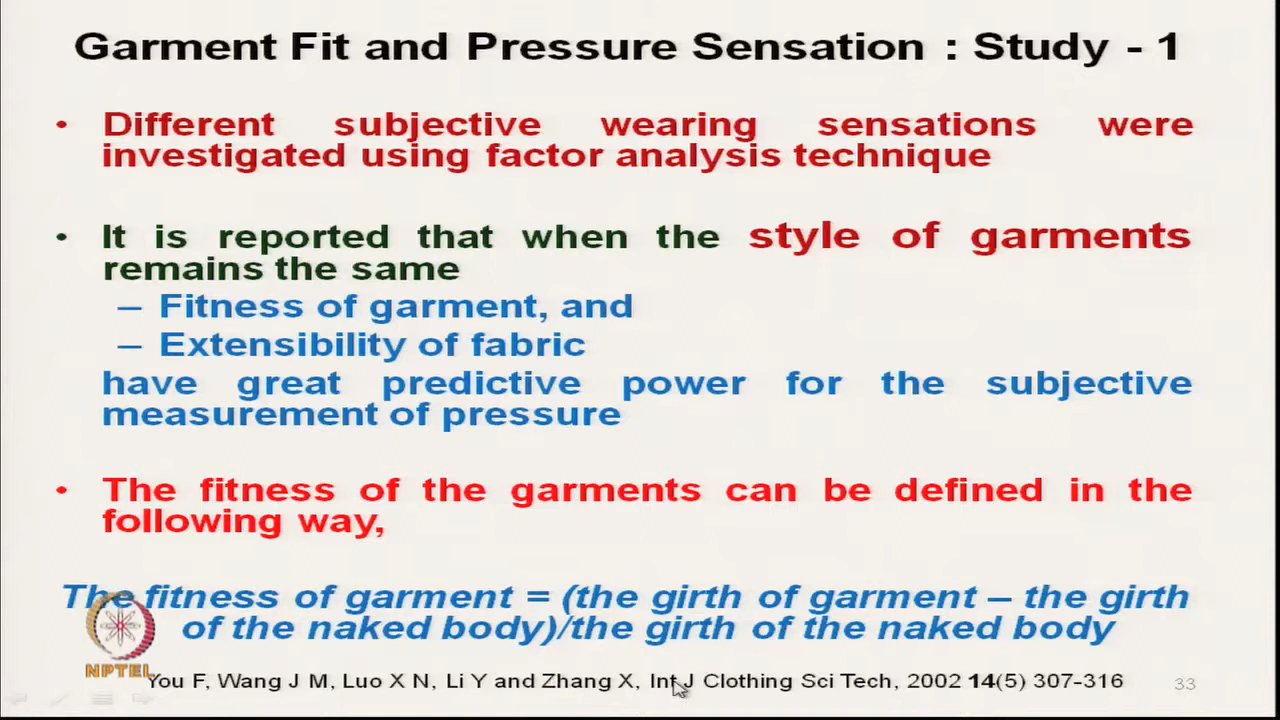 Garment Fit and Pressure Sensation : Study - 1
• Different subjective wearing sensations were
investigated using factor analysis technique
• It is reported that when the style of garments
remains the same
– Fitness of garment, and
– Extensibility of fabric
have great predictive power for the subjective
measurement of pressure
• The fitness of the garments can be defined in the
following way,
The fitness of garment = (the girth of garment – the girth
of the naked body)/the girth of the naked body
NPTEL
You F, Wang J M, Luo X N, Li Y and Zhang X, Int J Clothing Sci Tech, 2002 14(5) 307-316
33